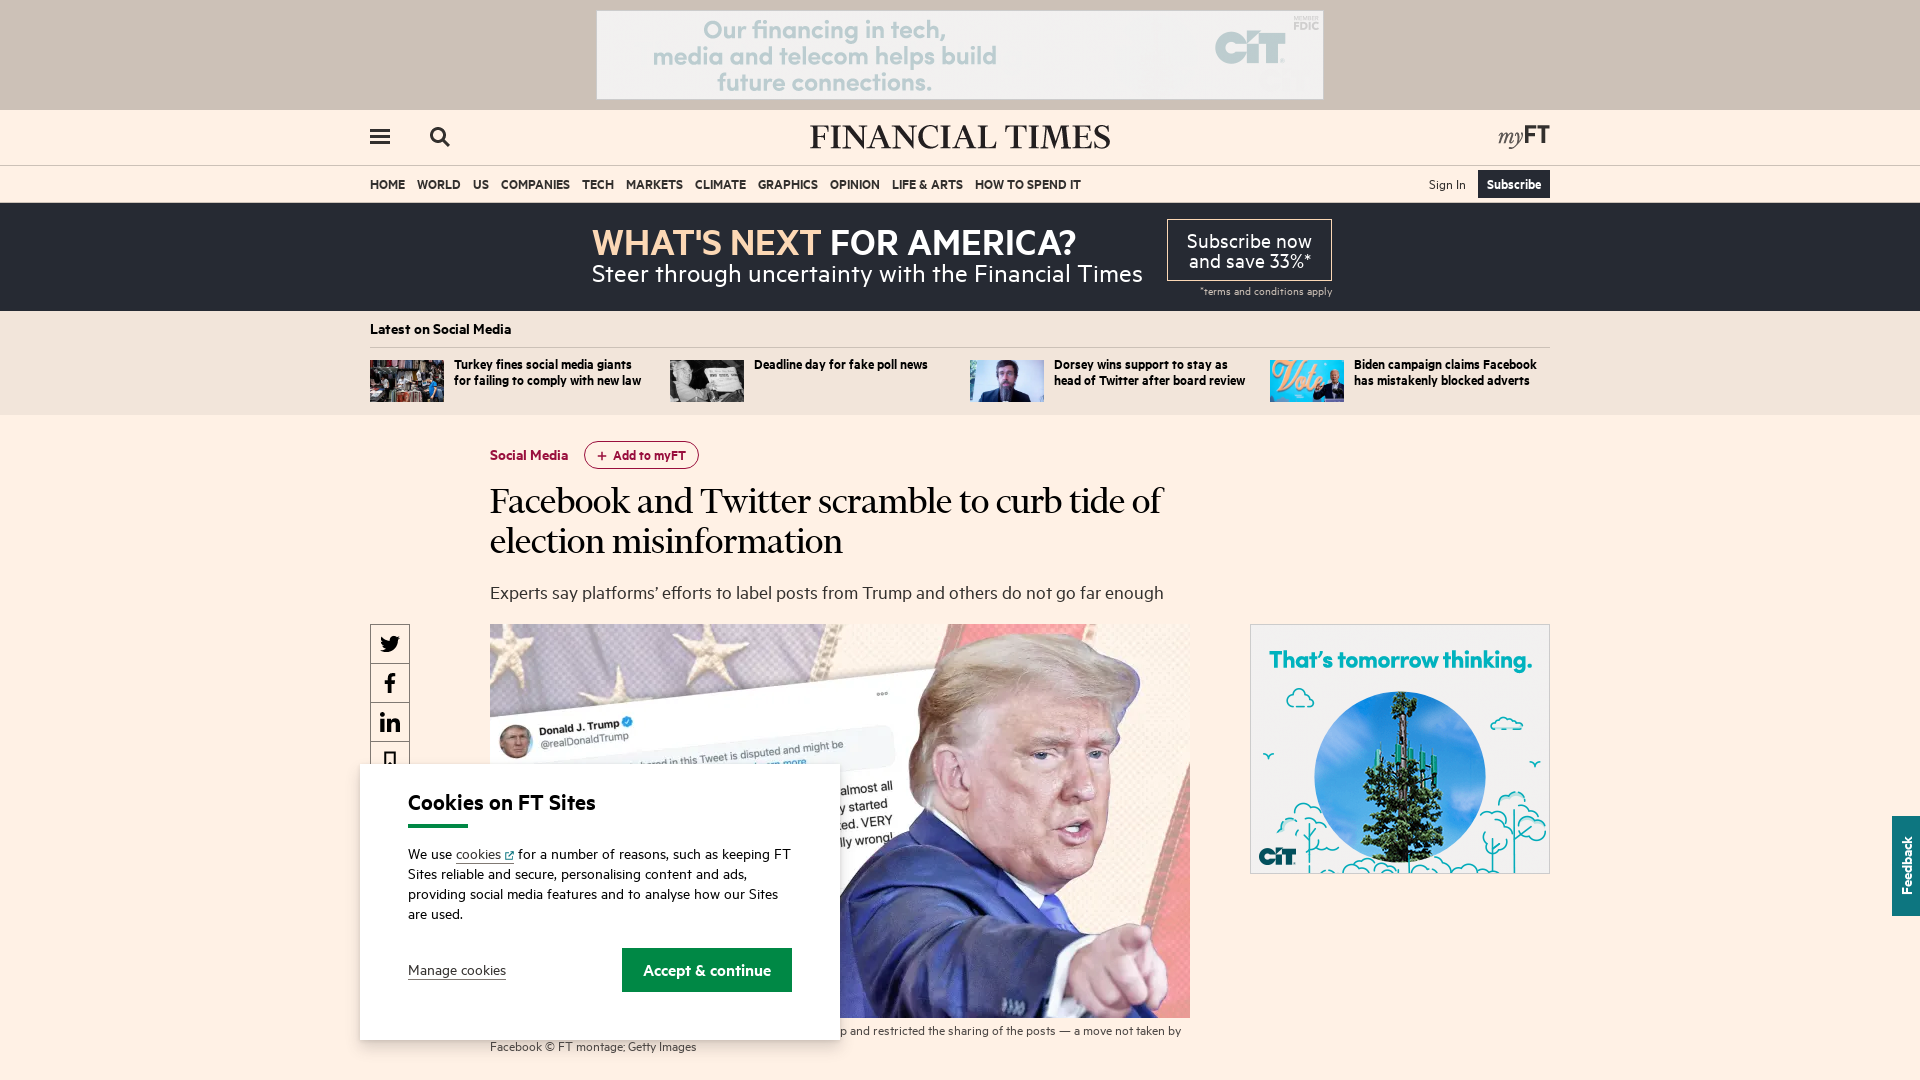 Our financing in tech,
media and telecom helps build
future connections.
CIT
MEMBER
FDIC
FINANCIAL TIMES
myFT
HOME WORLD US COMPANIES TECH MARKETS CLIMATE GRAPHICS OPINION LIFE & ARTS HOW TO SPEND IT
Sign In Subscribe
WHAT'S NEXT FOR AMERICA?
Steer through uncertainty with the Financial Times
Subscribe now
and save 33%*
*terms and conditions apply
Latest on Social Media
Turkey fines social media giants
for failing to comply with new law
Deadline day for fake poll news
Dorsey wins support to stay as
head of Twitter after board review
Biden campaign claims Facebook
has mistakenly blocked adverts
Vote
Social Media + Add to myFT
Facebook and Twitter scramble to curb tide of
election misinformation
Experts say platforms’ efforts to label posts from Trump and others do not go far enough
Donald J. Trump
@realDonaldTrump
in this Tweet is disputed and might be
more
almost all
y started
ted. VERY
lly wrong!
That’s tomorrow thinking.
CIT
Feedback
Cookies on FT Sites
We use cookies for a number of reasons, such as keeping FT
Sites reliable and secure, personalising content and ads,
providing social media features and to analyse how our Sites
are used.
Manage cookies
Accept & continue
p and restricted the sharing of the posts — a move not taken by
Facebook © FT montage; Getty Images